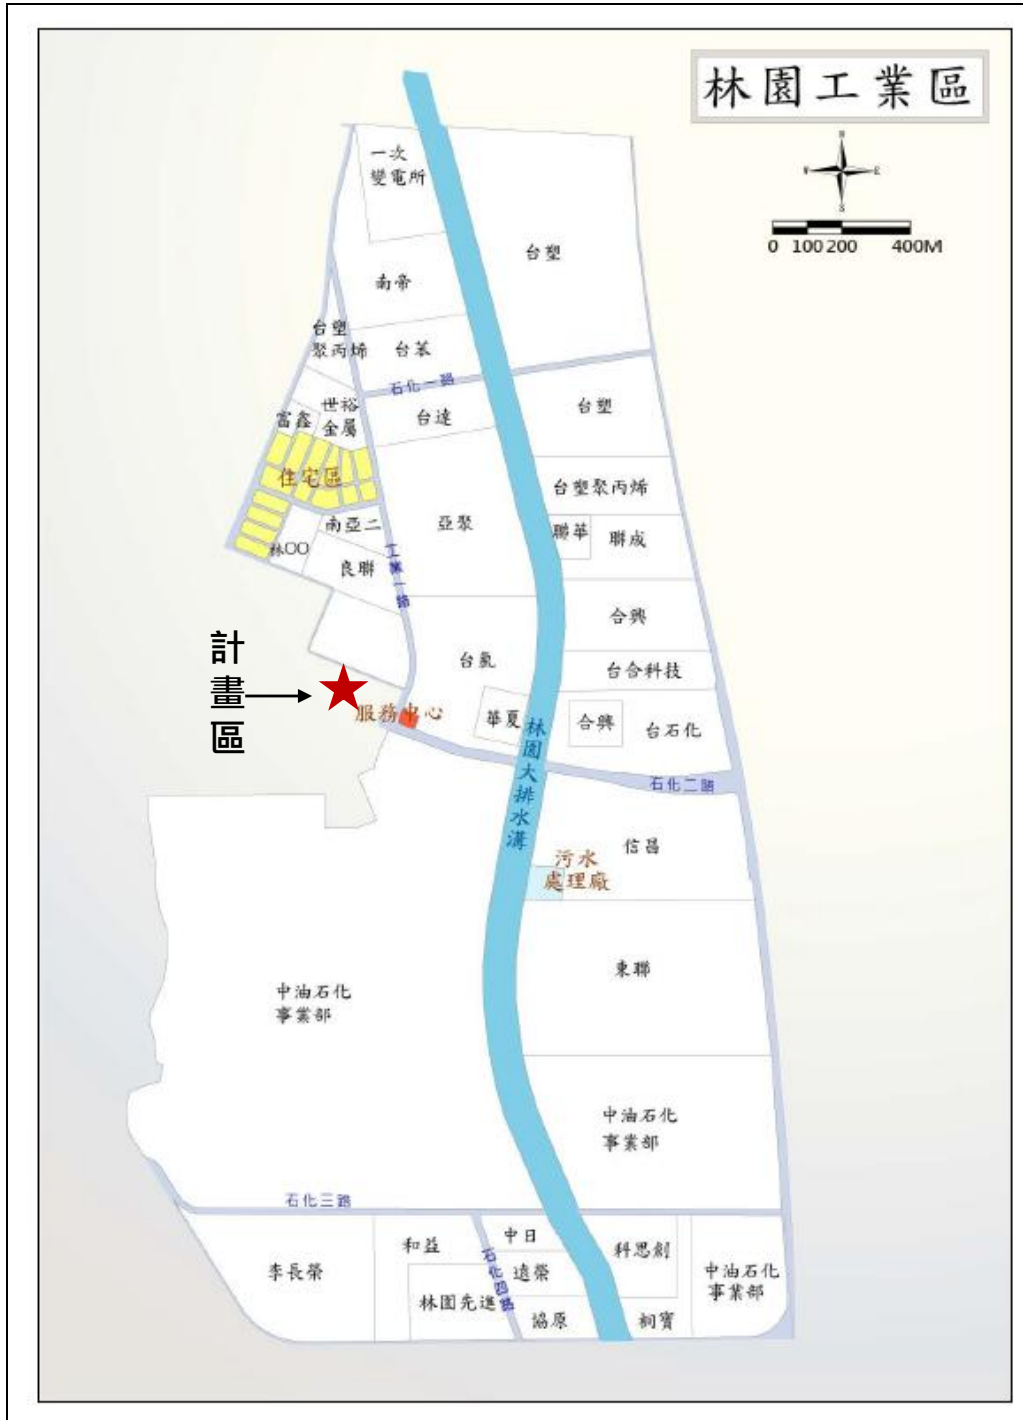 林園工業區
N
W
E
S
0 100 200 400M
一次
變電所
台塑
南帝
台塑
聚丙烯
台苯
石化一路
世裕
金屬
富鑫
台達
台塑
住宅區
台塑聚丙烯
南亞二
亞聚
聯華
聯成
林○○
良聯
工業一路
合興
計畫區
台氯
台合科技
服務中心
華夏
合興
台石化
林園大排水溝
石化二路
信昌
污水
處理廠
東聯
中油石化
事業部
中油石化
事業部
石化三路
李長榮
和益
石化四路
中日
遠榮
科思創
中油石化
事業部
林園先進
協原